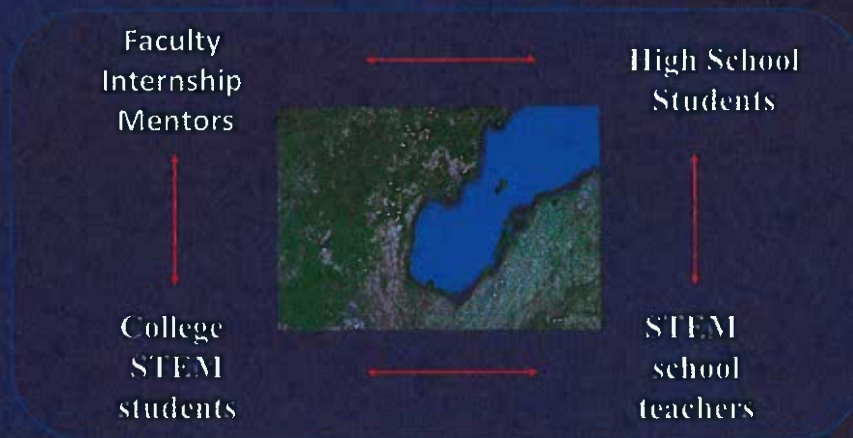 Faculty
Internship
Mentors
High School
Students
College
STEM
students
STEM
school
teachers